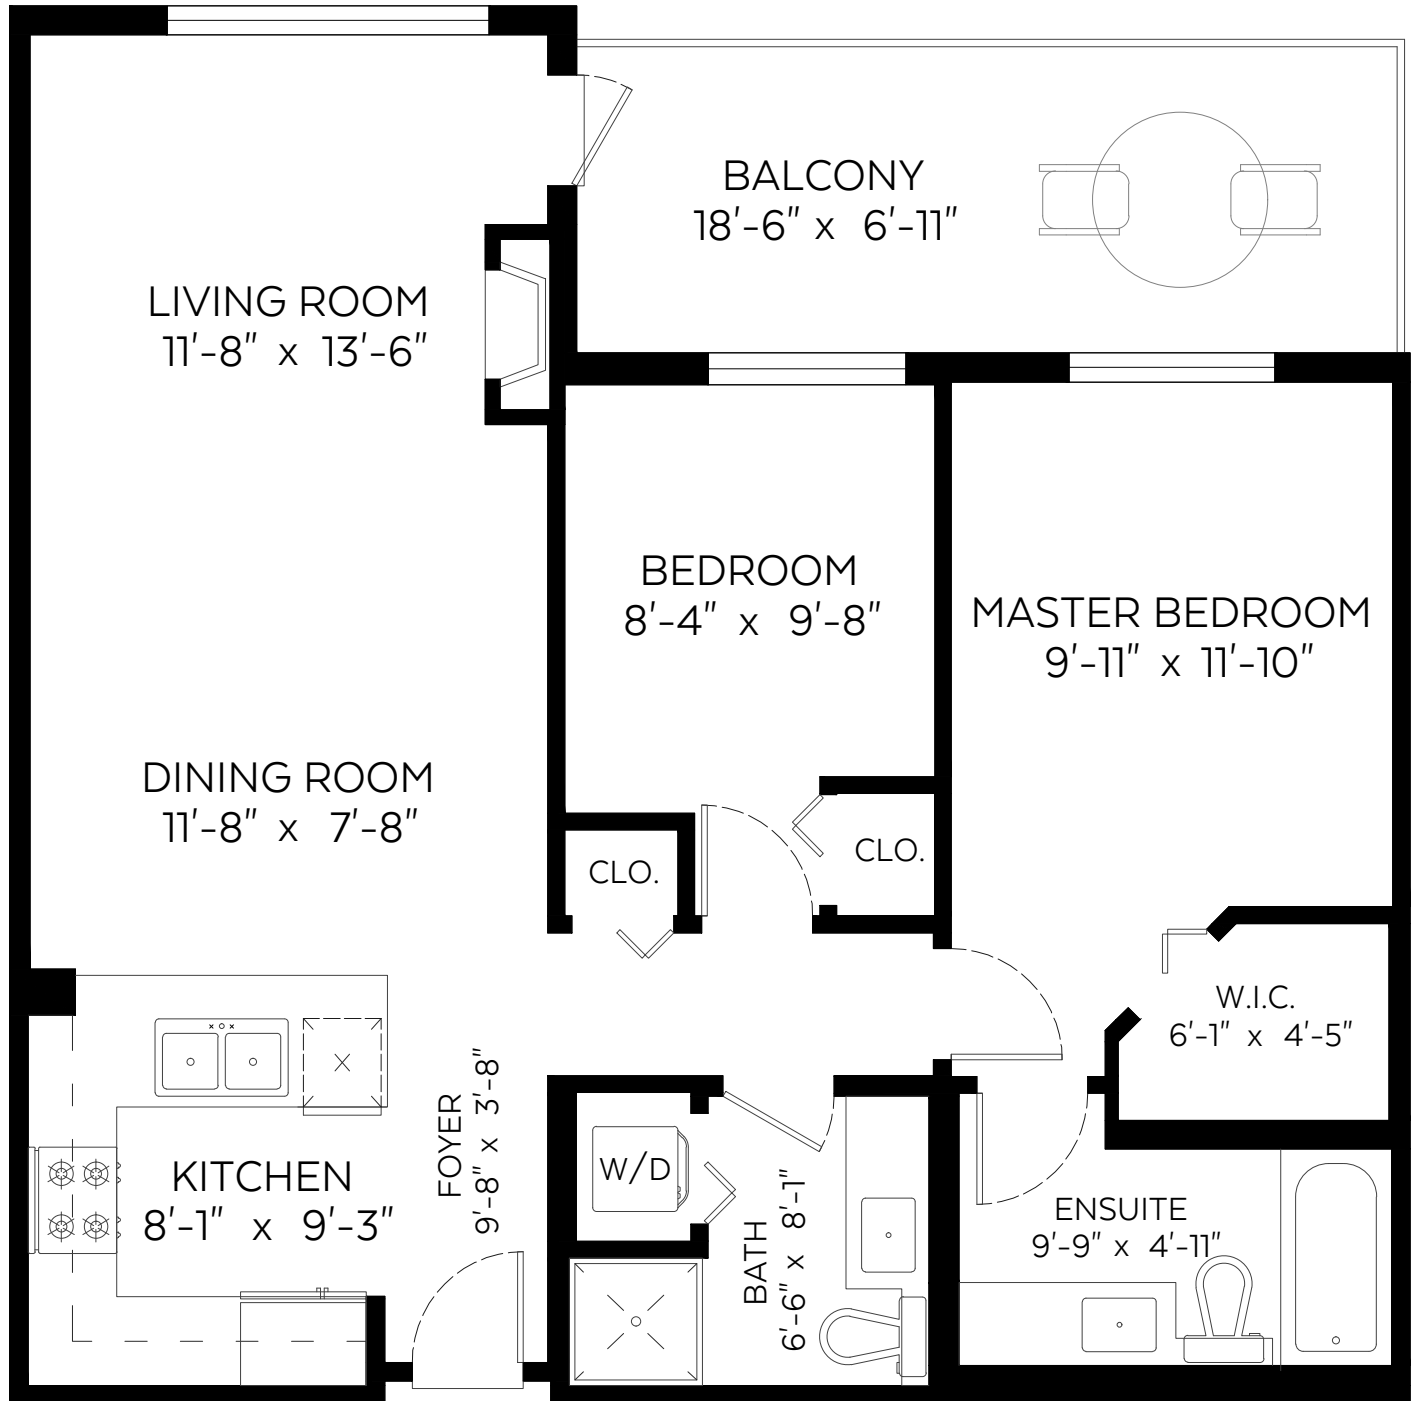 BALCONY
18'-6" x 6'-11"
LIVING ROOM
11'-8" x 13'-6"
BEDROOM
8'-4" x 9'-8"
MASTER BEDROOM
9'-11" x 11'-10"
DINING ROOM
11'-8" x 7'-8"
CLO.
CLO.
W.I.C.
6'-1" x 4'-5"
X
FOYER
9'-8" x 3'-8"
KITCHEN
8'-1" x 9'-3"
W/D
BATH
6'-6" x 8'-1"
ENSUITE
9'-9" x 4'-11"